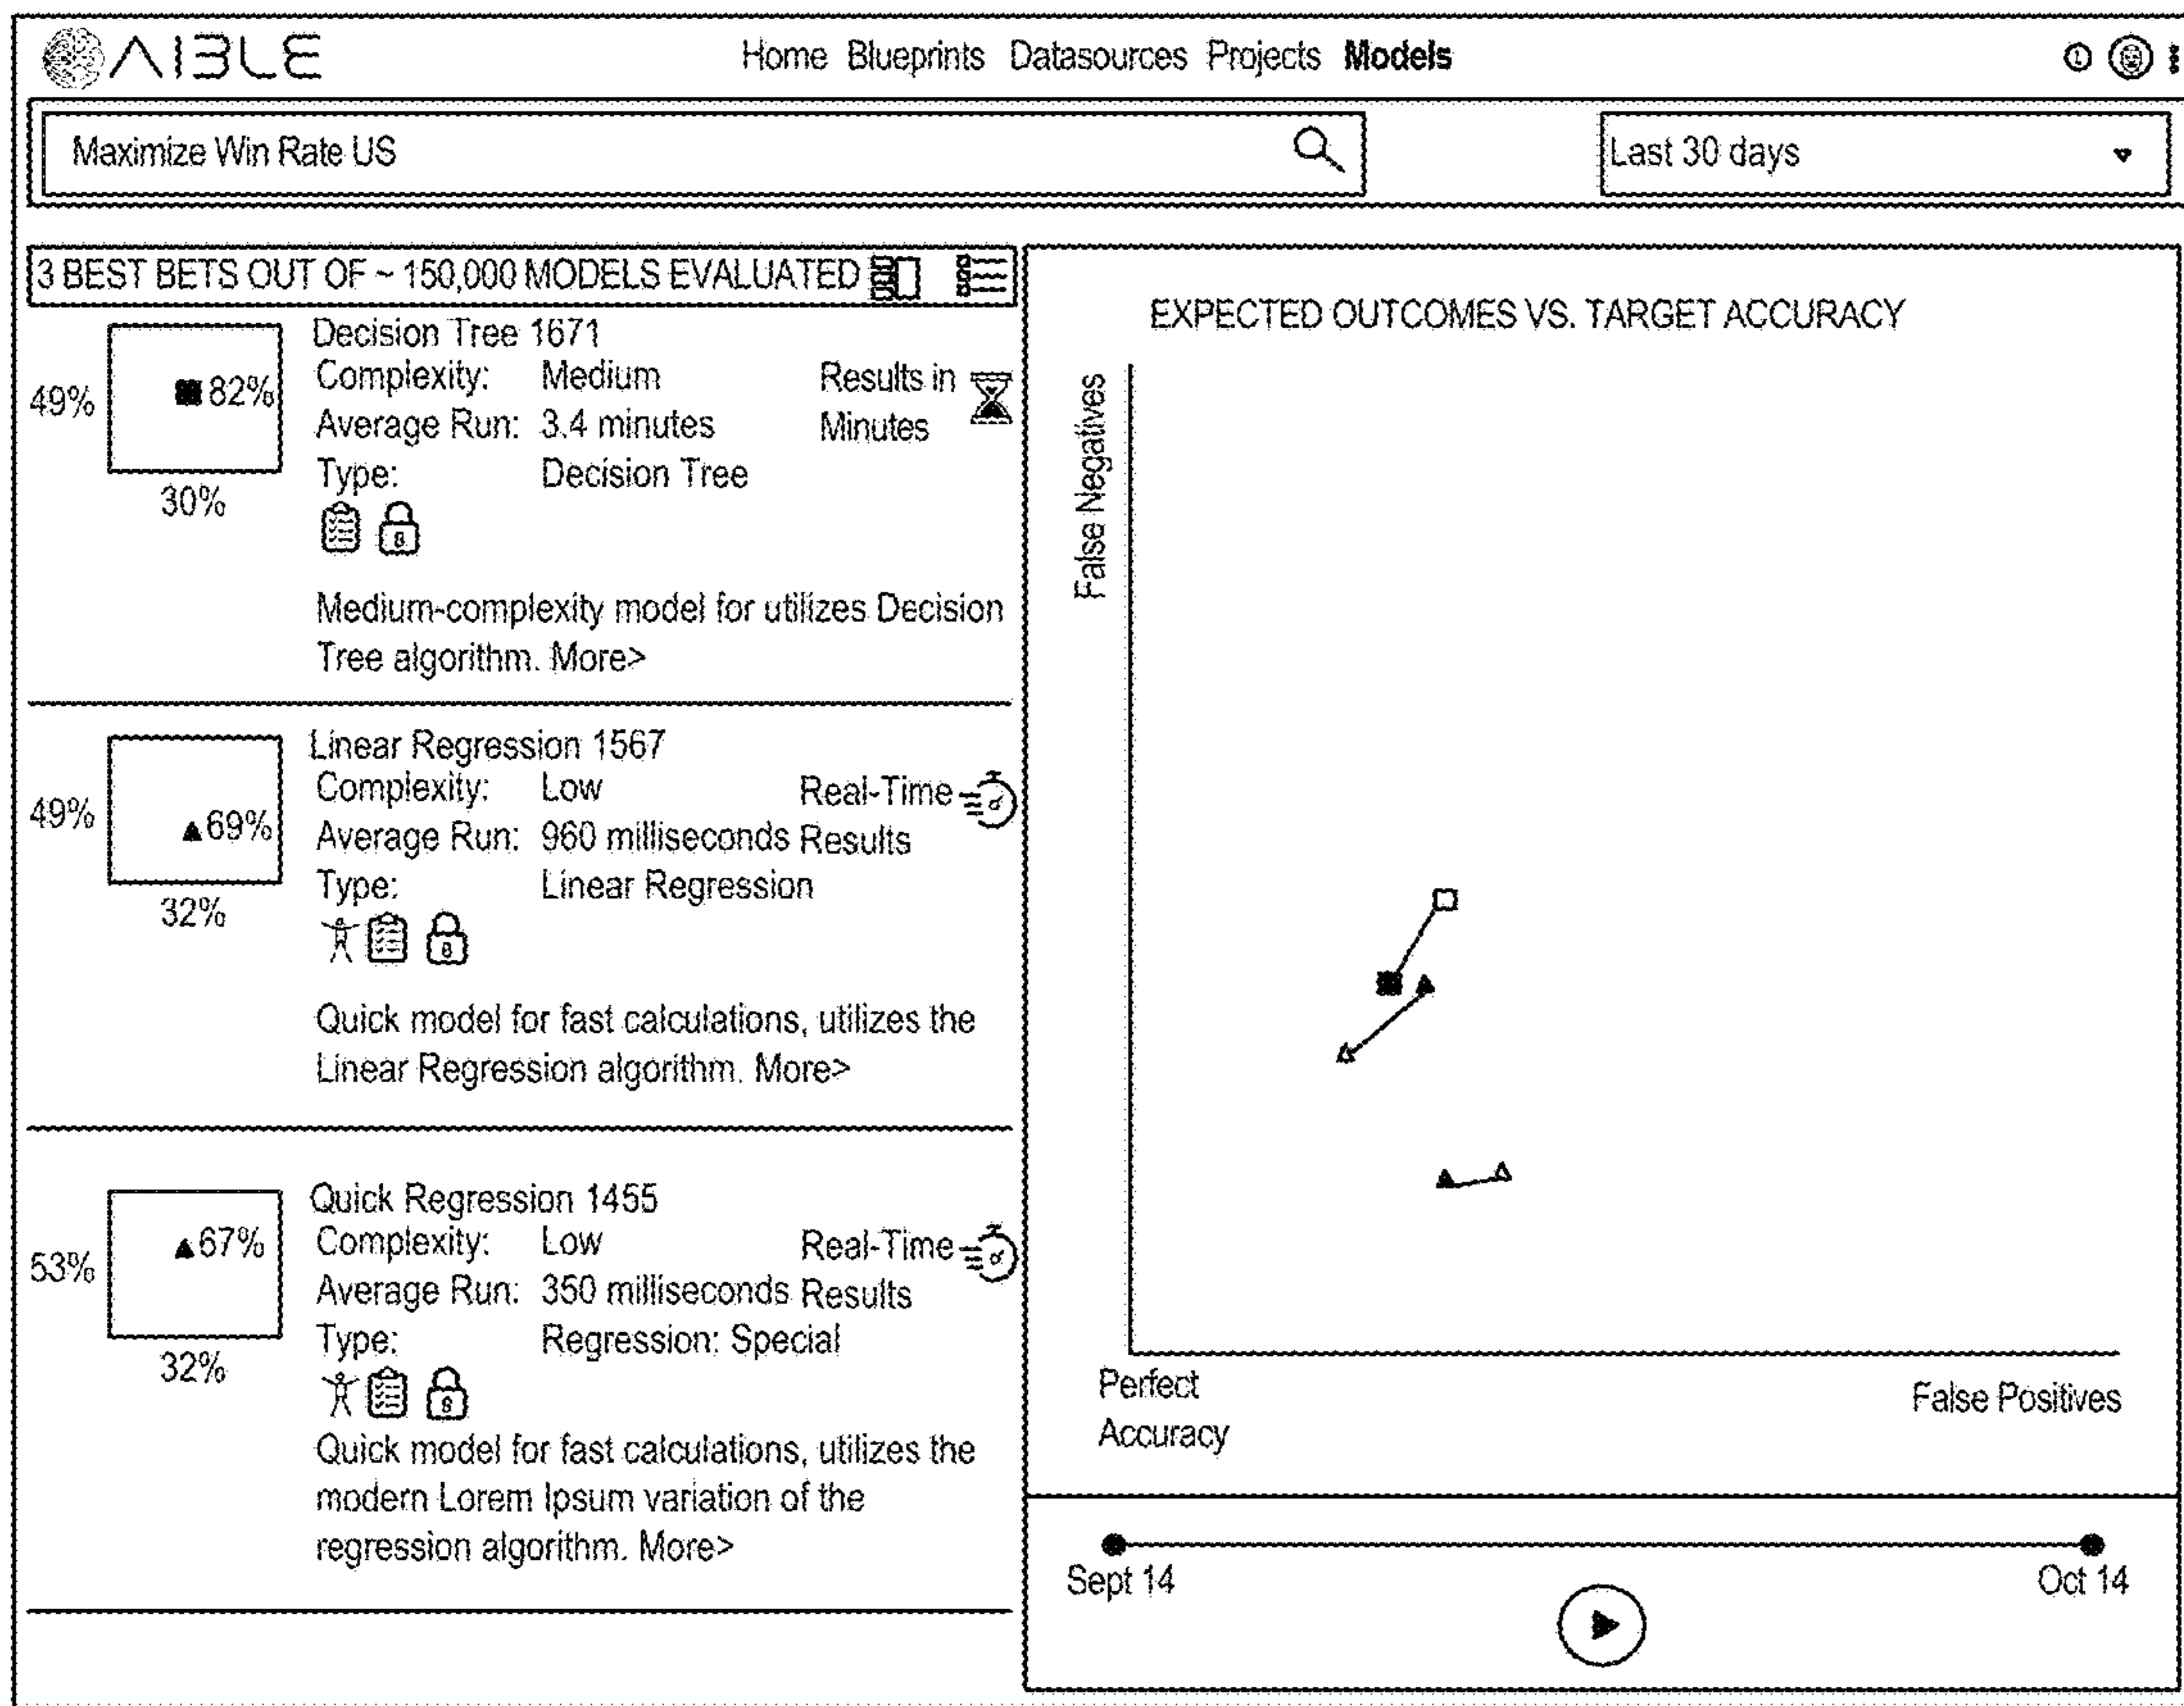 AIBLE
Home Blueprints Datasources Projects Models
Maximize Win Rate US
Last 30 days
3 BEST BETS OUT OF ~ 150,000 MODELS EVALUATED
Decision Tree 1671
49%
82%
30%
Complexity: Medium
Average Run: 3.4 minutes
Type: Decision Tree
Results in
Minutes
Medium-complexity model for utilizes Decision
Tree algorithm. More>
Linear Regression 1567
49%
69%
32%
Complexity: Low
Average Run: 960 milliseconds
Type: Linear Regression
Real-Time
Results
Quick model for fast calculations, utilizes the
Linear Regression algorithm. More>
Quick Regression 1455
53%
67%
32%
Complexity: Low
Average Run: 350 milliseconds
Type: Regression: Special
Real-Time
Results
Quick model for fast calculations, utilizes the
modern Lorem Ipsum variation of the
regression algorithm. More>
EXPECTED OUTCOMES VS. TARGET ACCURACY
False Negatives
Perfect
Accuracy
False Positives
Sept 14
Oct 14